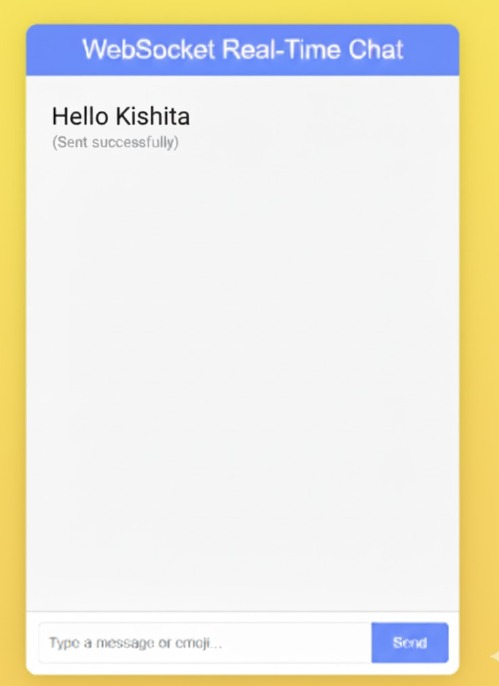 WebSocket Real-Time Chat
Hello Kishita
(Sent successfully)
Type a message or emoji...
Send